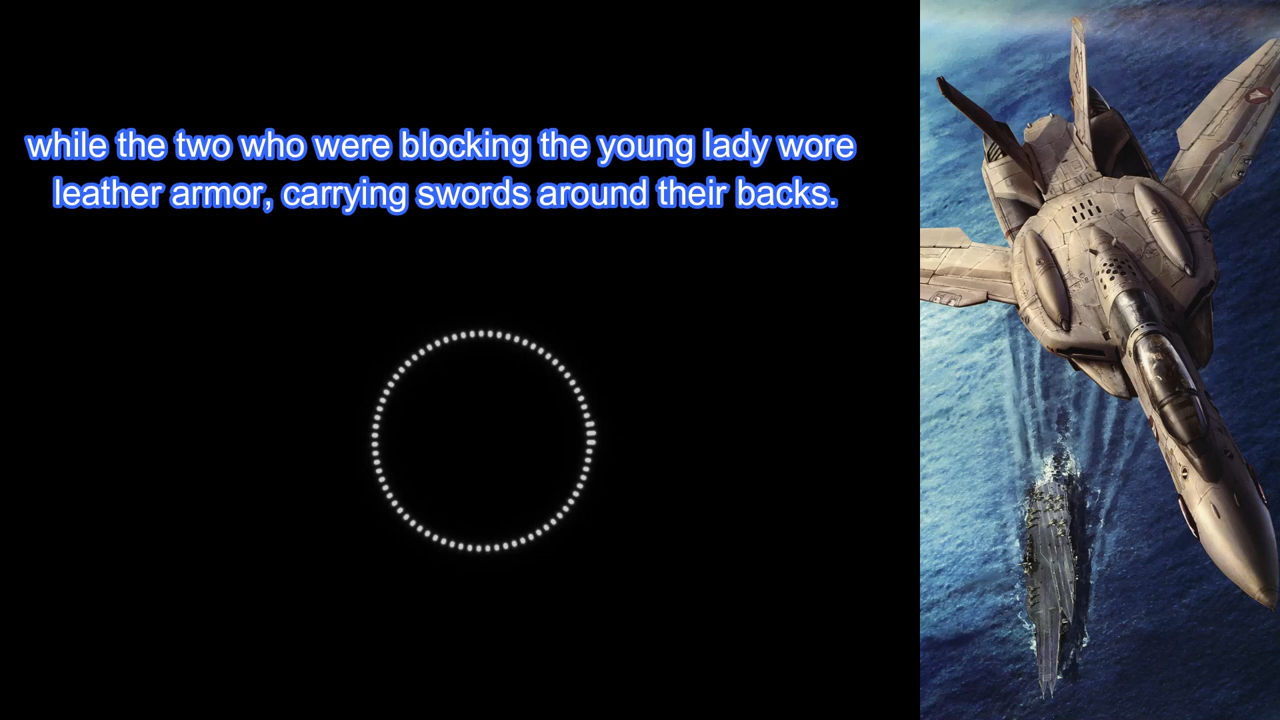 while the two who were blocking the young lady wore
leather armor, carrying swords around their backs.